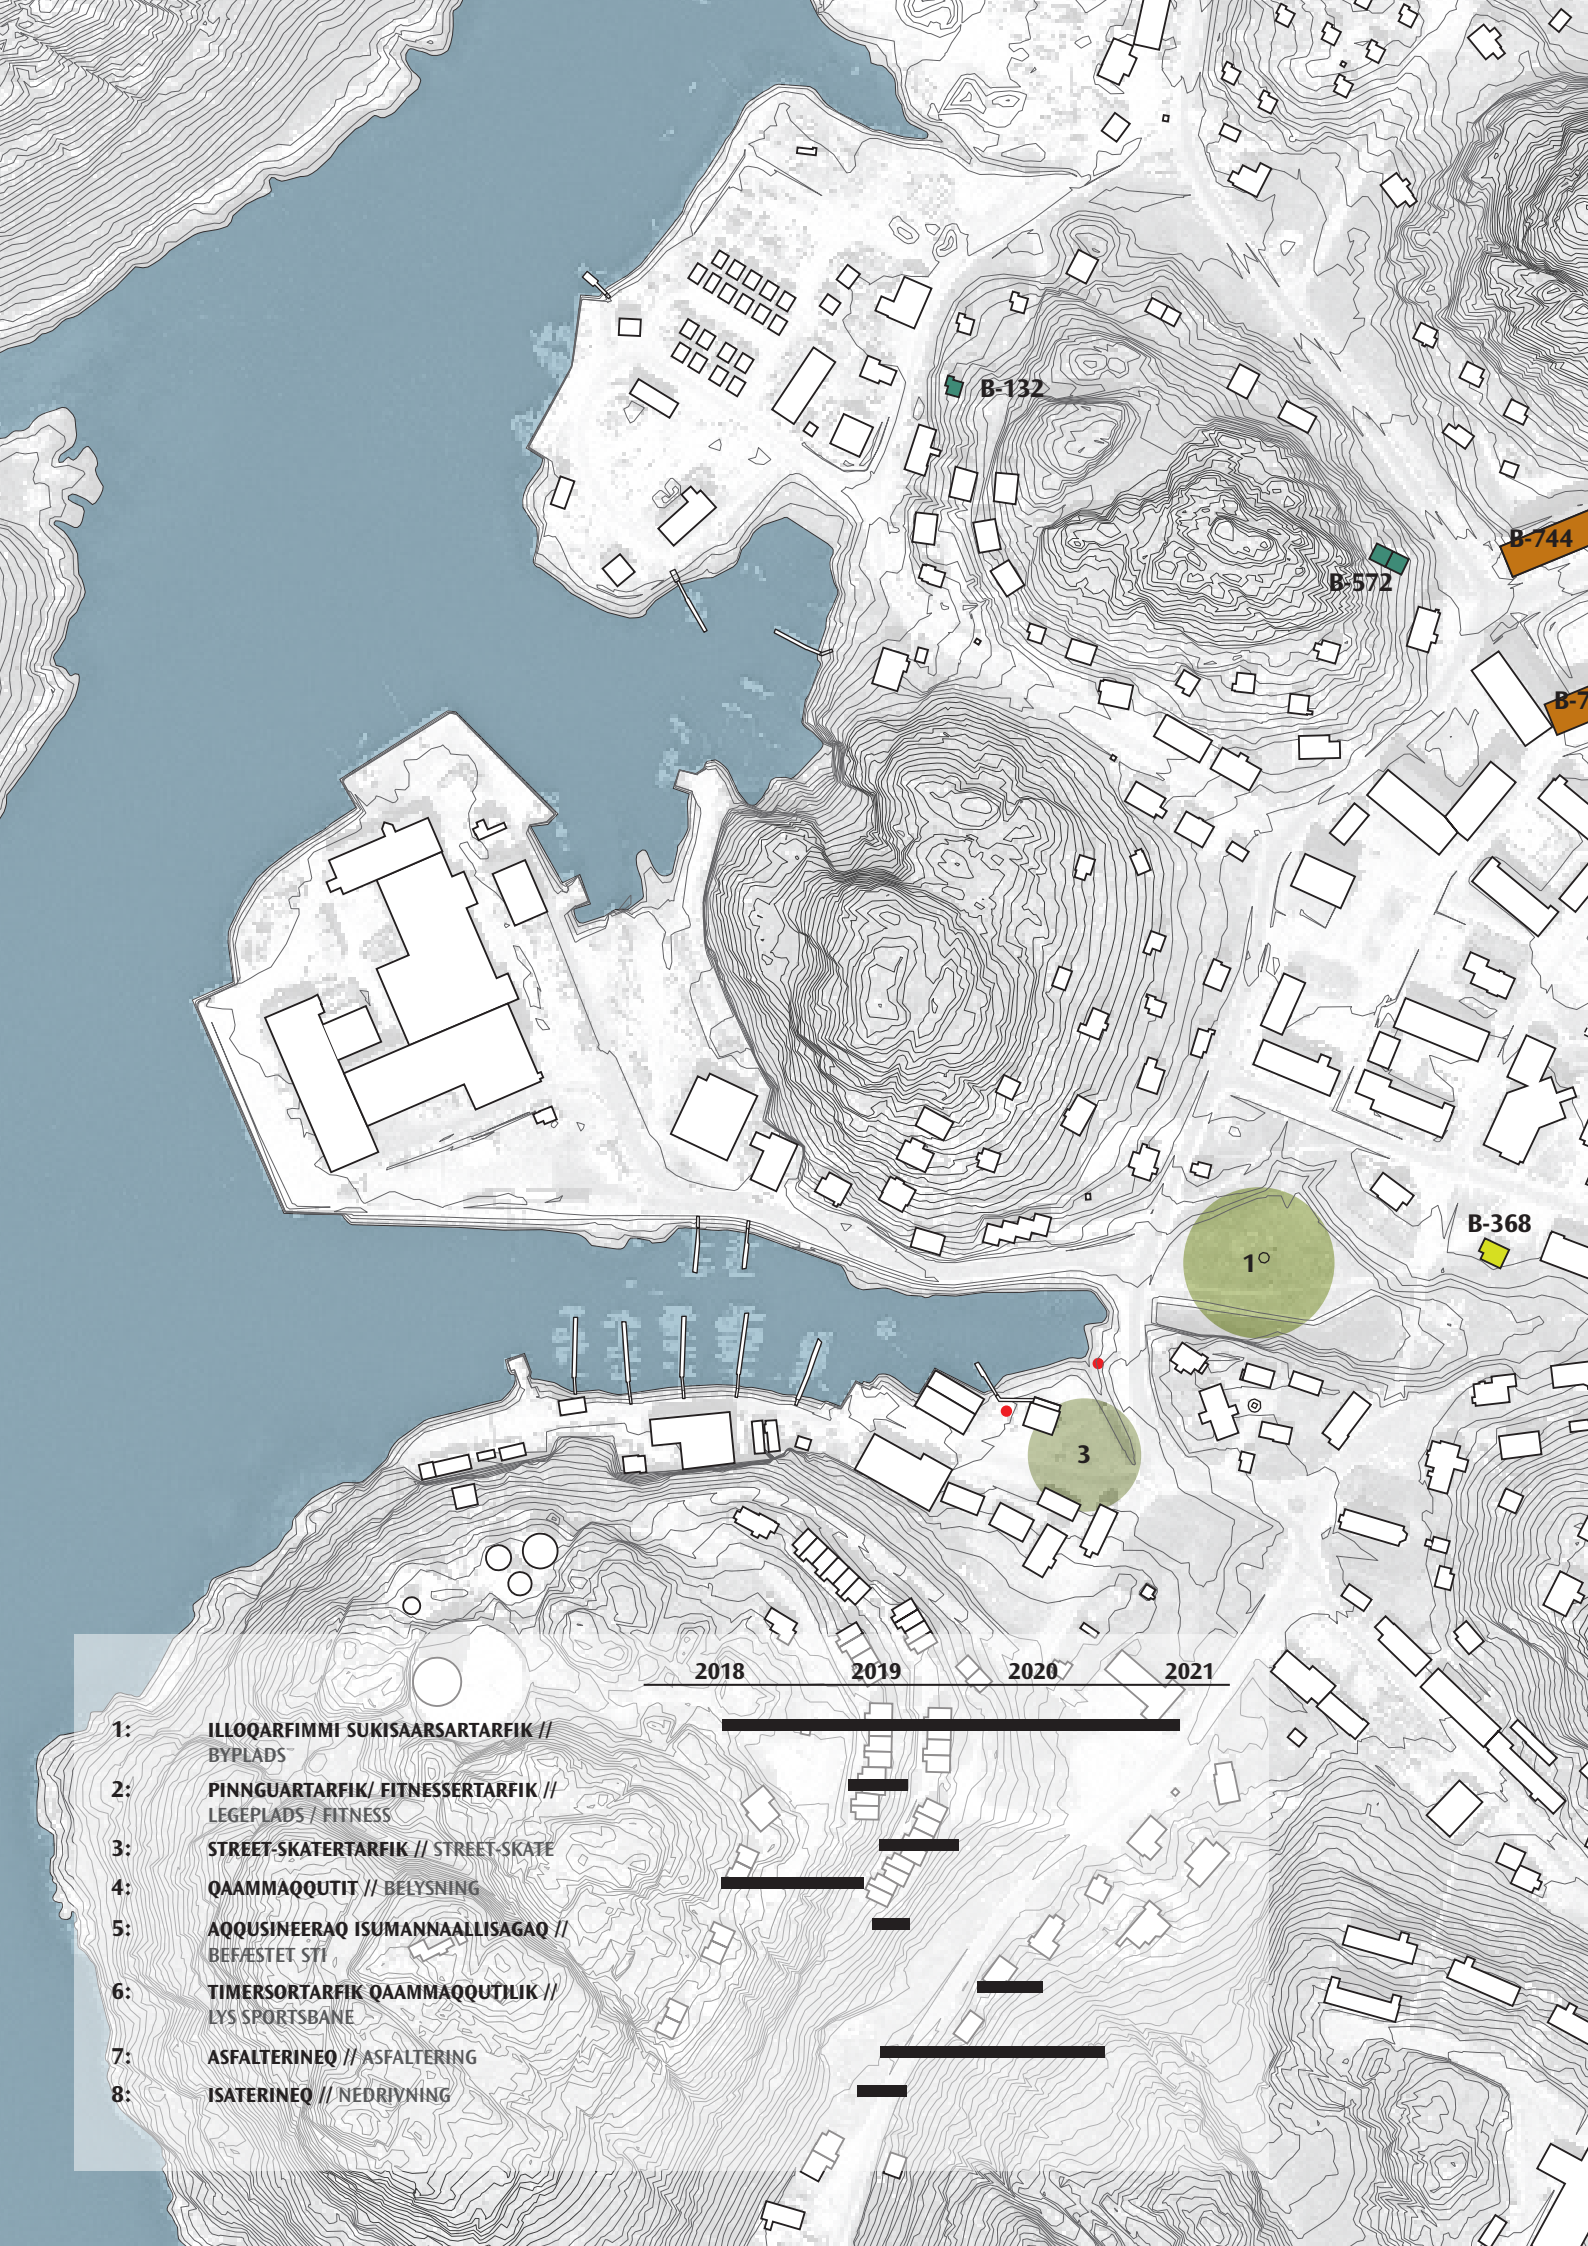 B-132
B-744
B-572
B-7
B-368
1
3
2018 2019 2020 2021
1: ILLOQARFIMMI SUKISAARSARTARFIK //
BYPLADS
2: PINNGUARTARFIK/ FITNESSERTARFIK //
LEGEPLADS / FITNESS
3: STREET-SKATERTARFIK // STREET-SKATE
4: QAAMMAQQUTIT // BELYSNING
5: AQQUSINEERAQ ISUMANNAALLISAGAQ //
BEFÆSTET STI
6: TIMERSORTARFIK QAAMMAQQUTILIK //
LYS SPORTSBANE
7: ASFALTERINEQ // ASFALTERING
8: ISATERINEQ // NEDRIVNING